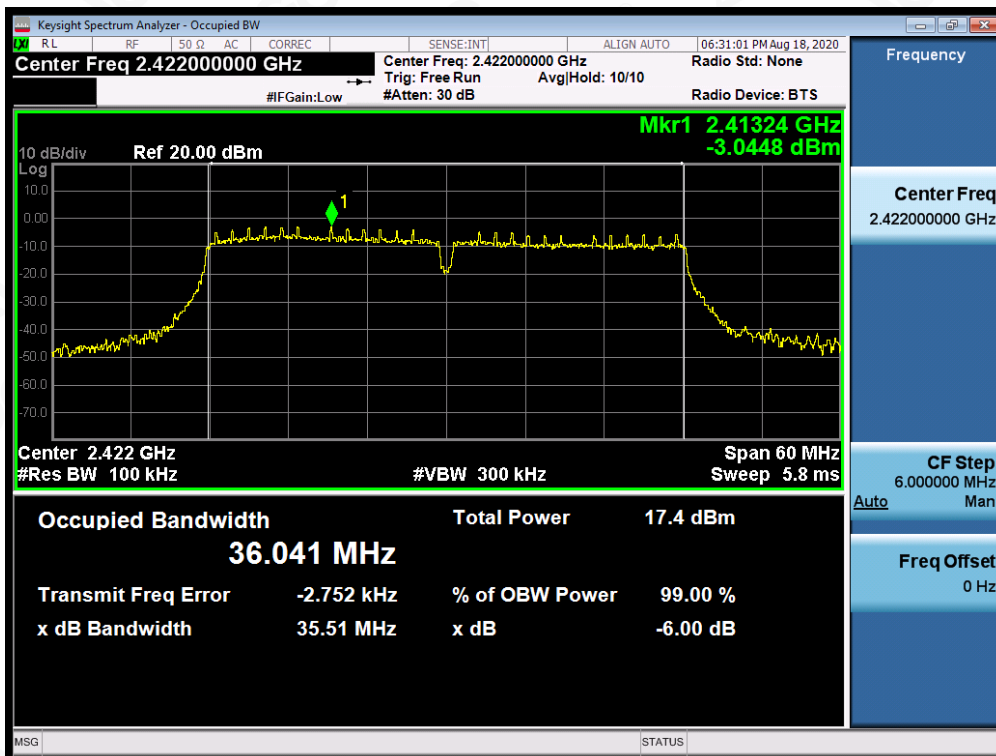 Keysight Spectrum Analyzer - Occupied BW
LXI RL RF 50 Ω AC CORREC SENSE:INT ALIGN AUTO 06:31:01 PM Aug 18, 2020
Center Freq 2.422000000 GHz
Center Freq: 2.422000000 GHz
Radio Std: None
Trig: Free Run
Avg|Hold: 10/10
#IFGain:Low
#Atten: 30 dB
Radio Device: BTS
Mkr1 2.41324 GHz
-3.0448 dBm
10 dB/div Ref 20.00 dBm
Log
10.0
0.00
-10.0
-20.0
-30.0
-40.0
-50.0
-60.0
-70.0
1
Center 2.422 GHz
Span 60 MHz
#Res BW 100 kHz
#VBW 300 kHz
Sweep 5.8 ms
Occupied Bandwidth
Total Power 17.4 dBm
36.041 MHz
Transmit Freq Error -2.752 kHz
% of OBW Power 99.00 %
x dB Bandwidth 35.51 MHz
x dB -6.00 dB
Frequency
Center Freq
2.422000000 GHz
CF Step
6.000000 MHz
Auto Man
Freq Offset
0 Hz
MSG STATUS